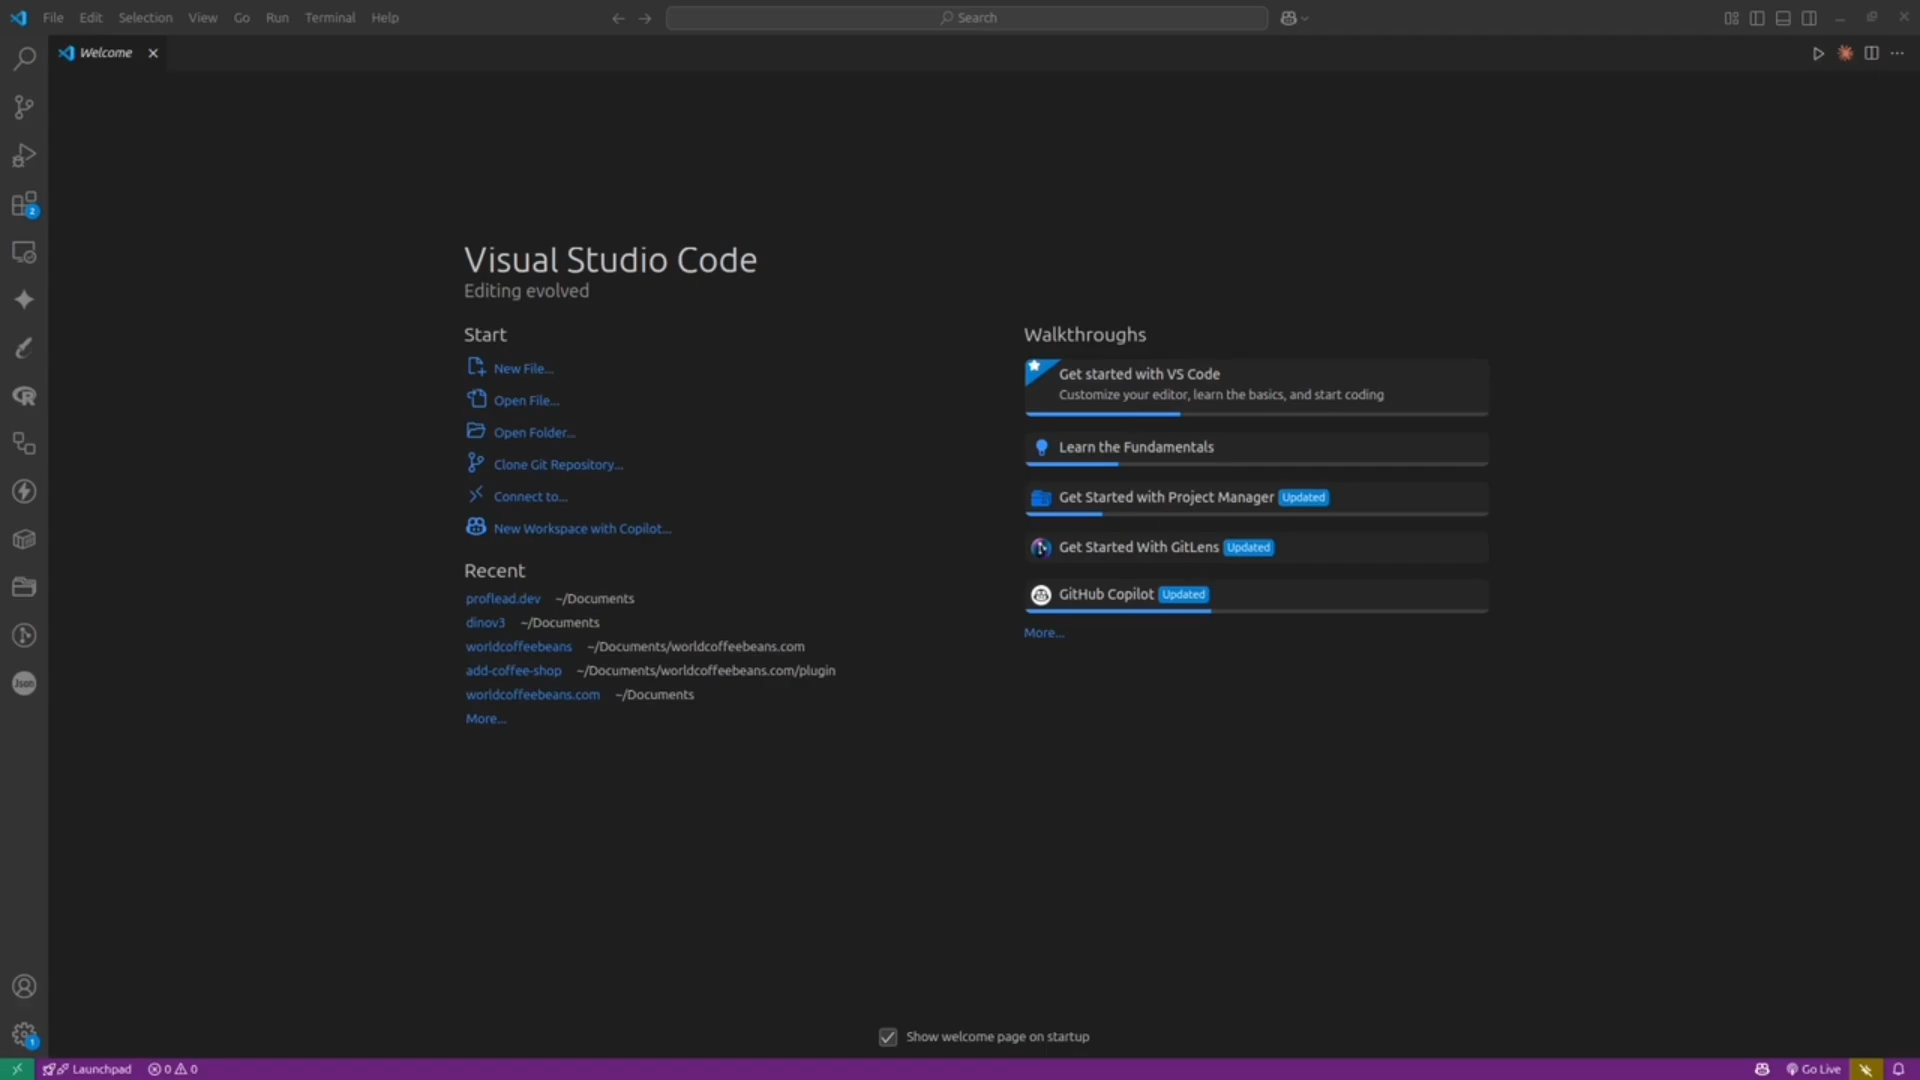 File Edit Selection View Go Run Terminal Help
Search
Welcome
2
Visual Studio Code
Editing evolved
Start
New File...
Open File...
Open Folder...
Clone Git Repository...
Connect to...
New Workspace with Copilot...
Recent
proflead.dev ~/Documents
dinov3 ~/Documents
worldcoffeebeans ~/Documents/worldcoffeebeans.com
add-coffee-shop ~/Documents/worldcoffeebeans.com/plugin
worldcoffeebeans.com ~/Documents
More...
Walkthroughs
Get started with VS Code
Customize your editor, learn the basics, and start coding
Learn the Fundamentals
Get Started with Project Manager Updated
Get Started With GitLens Updated
GitHub Copilot Updated
More...
R
Json
1
Show welcome page on startup
Launchpad 0 0 Go Live